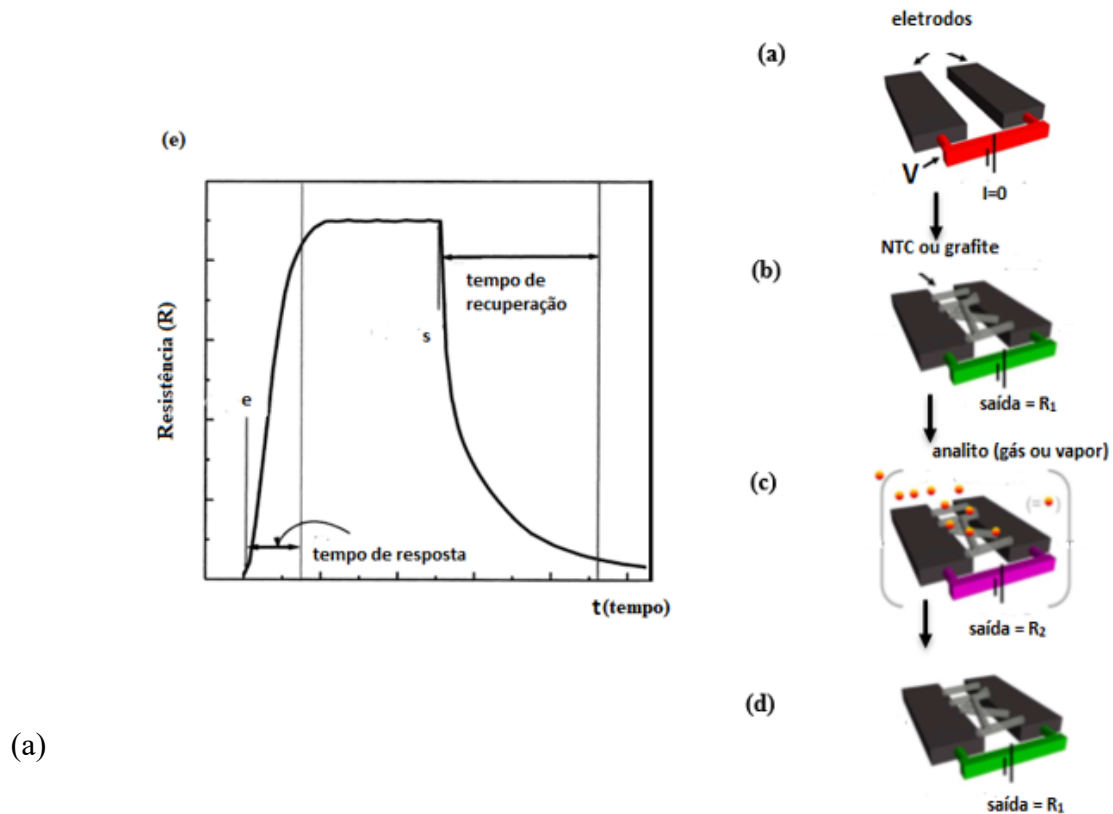 (e)
Resistência (R)
e
s
tempo de
recuperação
tempo de resposta
t(tempo)
(a)
eletrodos
(a)
V
I=0
NTC ou grafite
(b)
saída = R₁
analito (gás ou vapor)
(c)
(= )
saída = R₂
(d)
saída = R₁